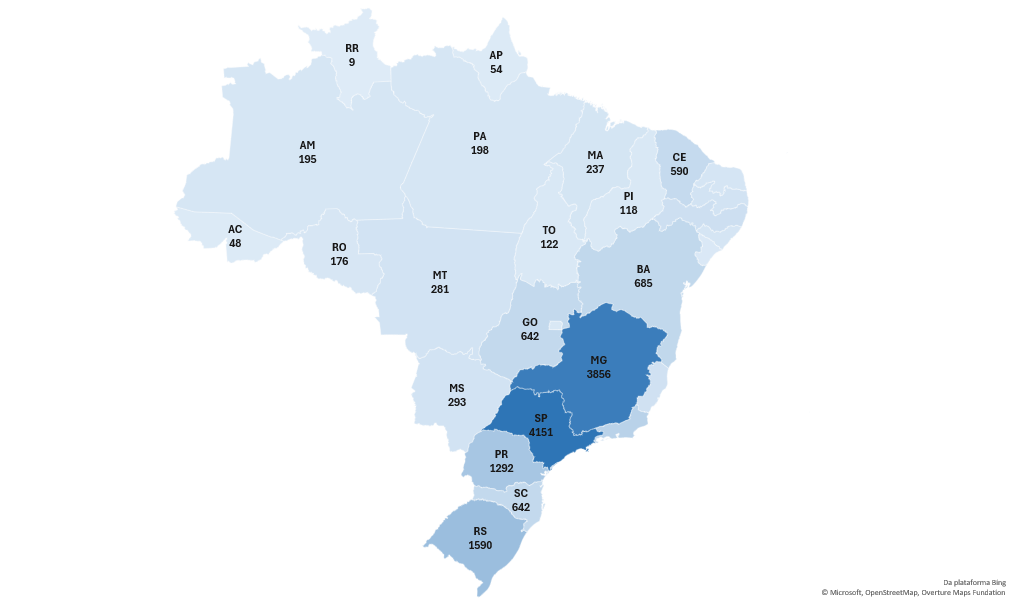 RR
9
AP
54
AM
195
PA
198
MA
237
CE
590
PI
118
AC
48
RO
176
TO
122
MT
281
BA
685
GO
642
MG
3856
MS
293
SP
4151
PR
1292
SC
642
RS
1590
Da plataforma Bing
© Microsoft, OpenStreetMap, Overture Maps Fundation